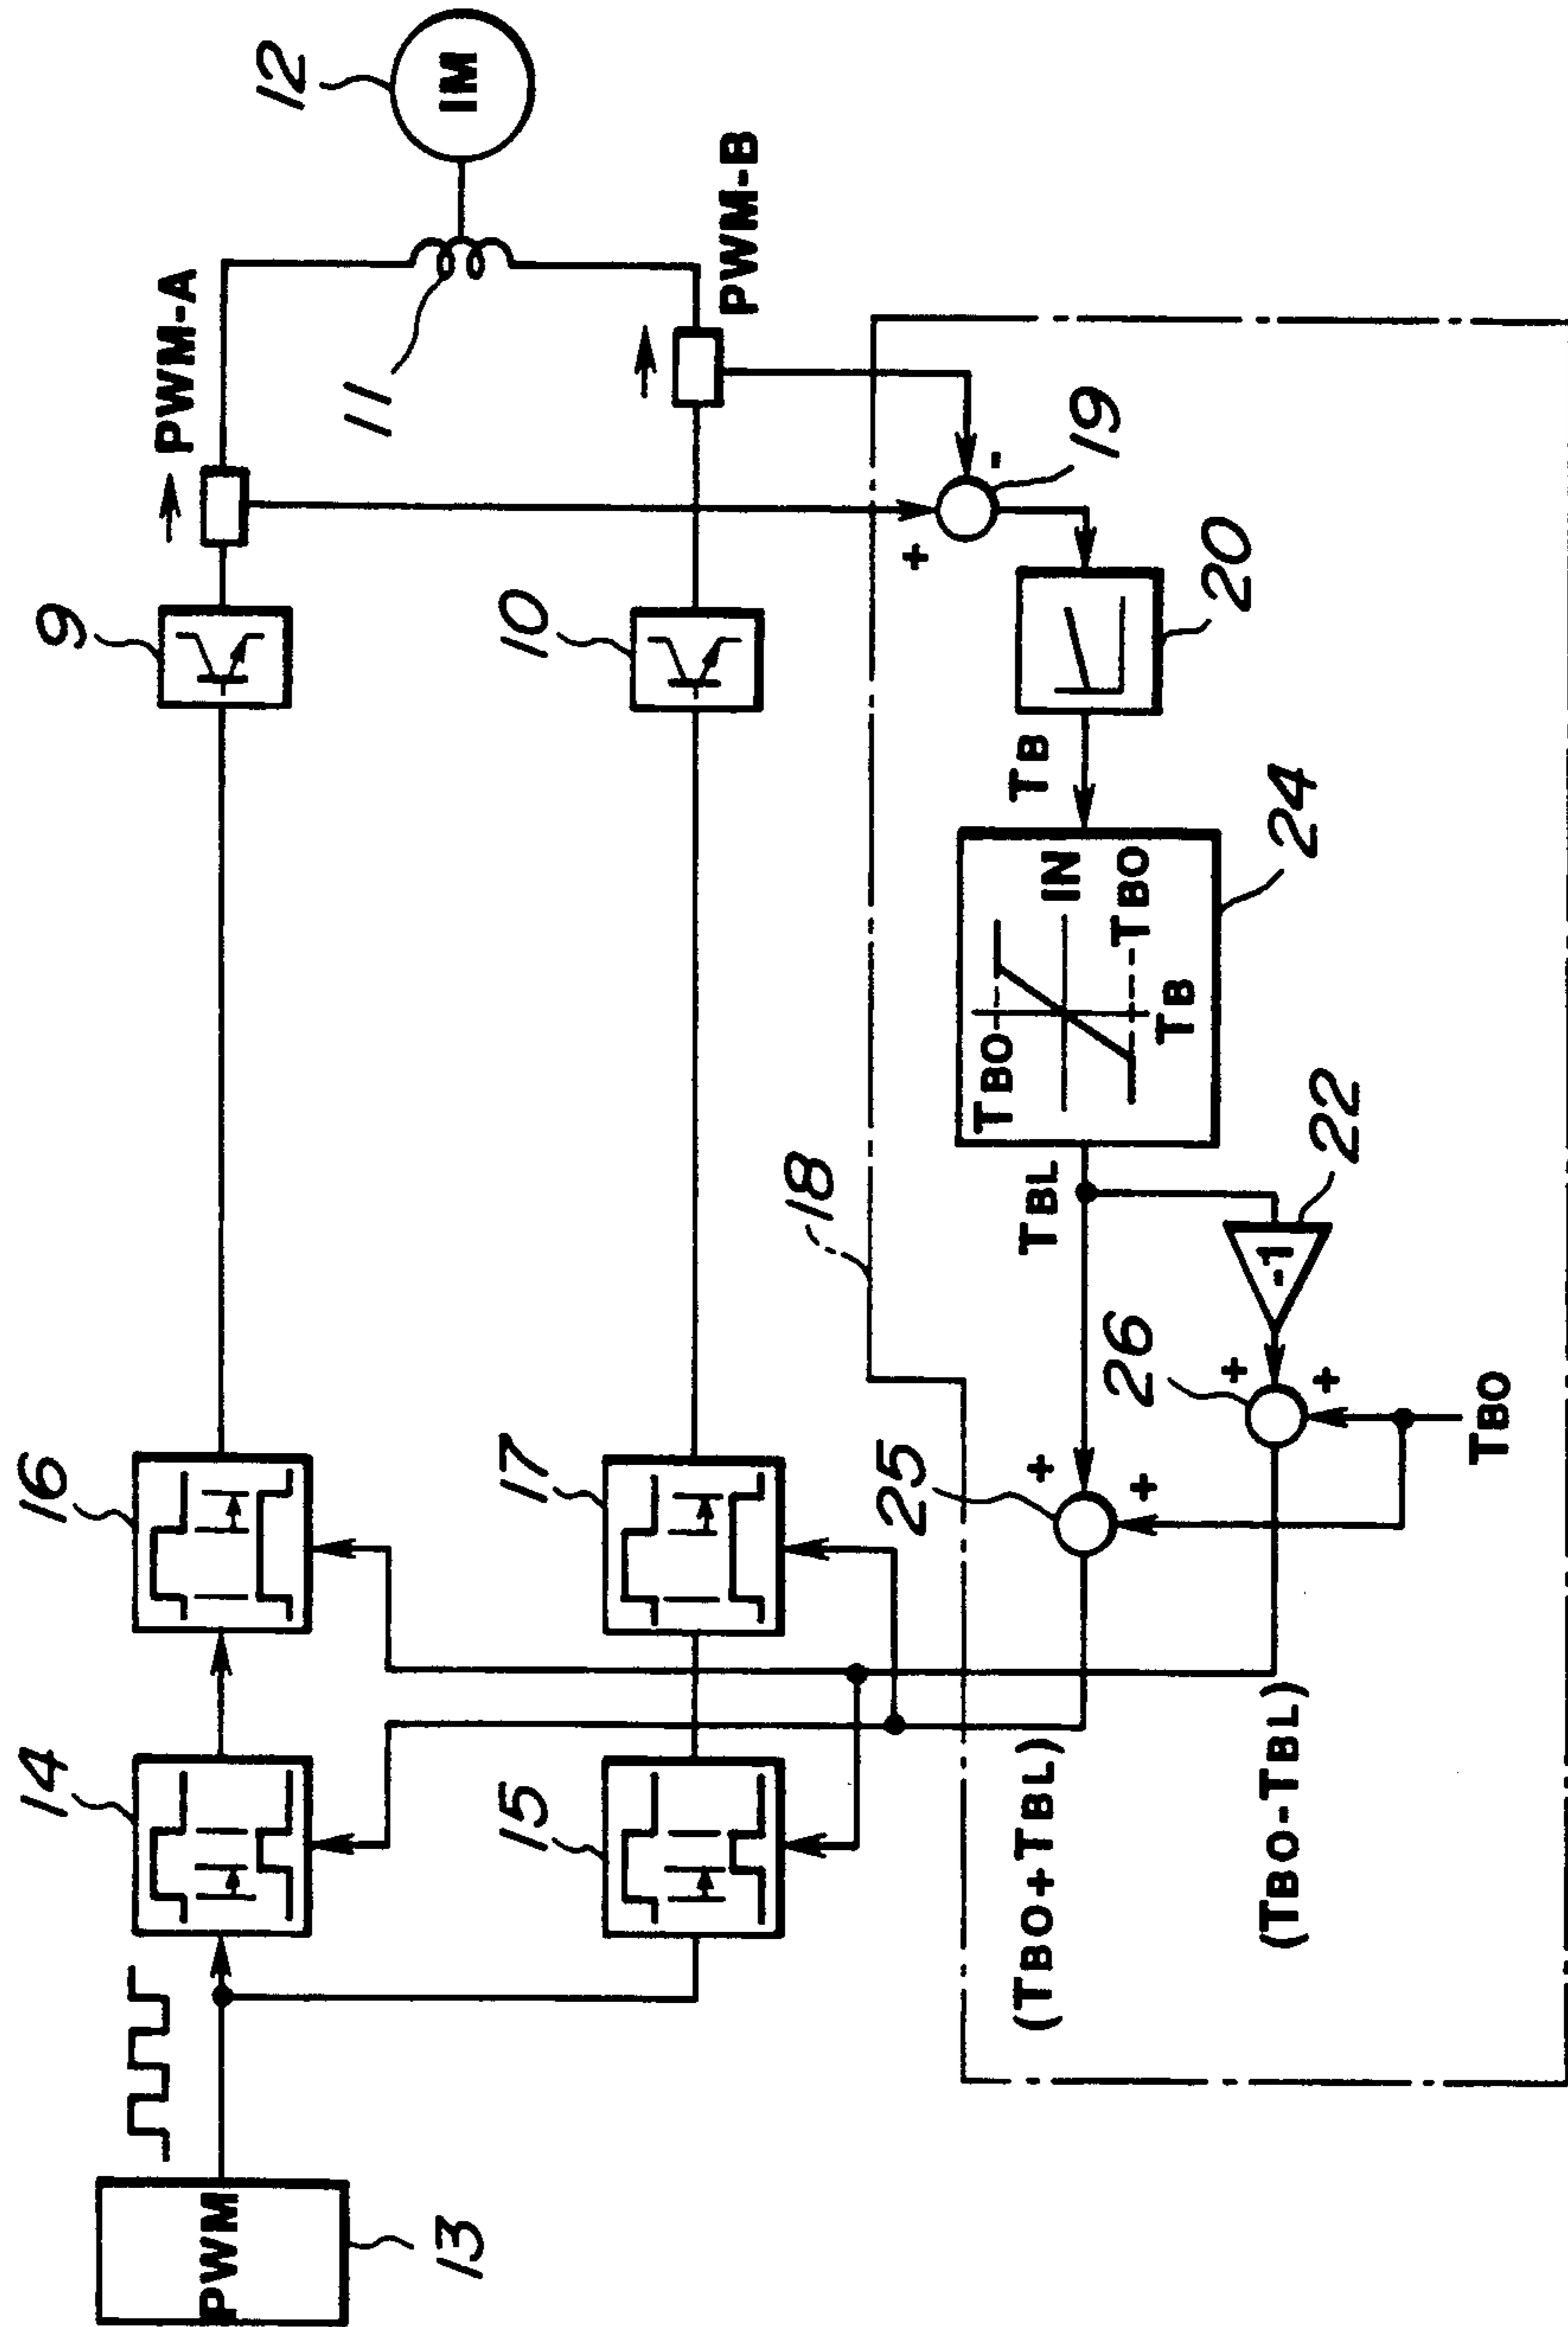 PWM
13
14
15
16
17
9
10
PWM-A
PWM-B
11
12
IM
18
19
+
-
20
TB
24
TBO
IN
-TBO
TB
TBL
22
-1
25
+
+
26
+
+
TBO
(TBO+TBL)
(TBO-TBL)